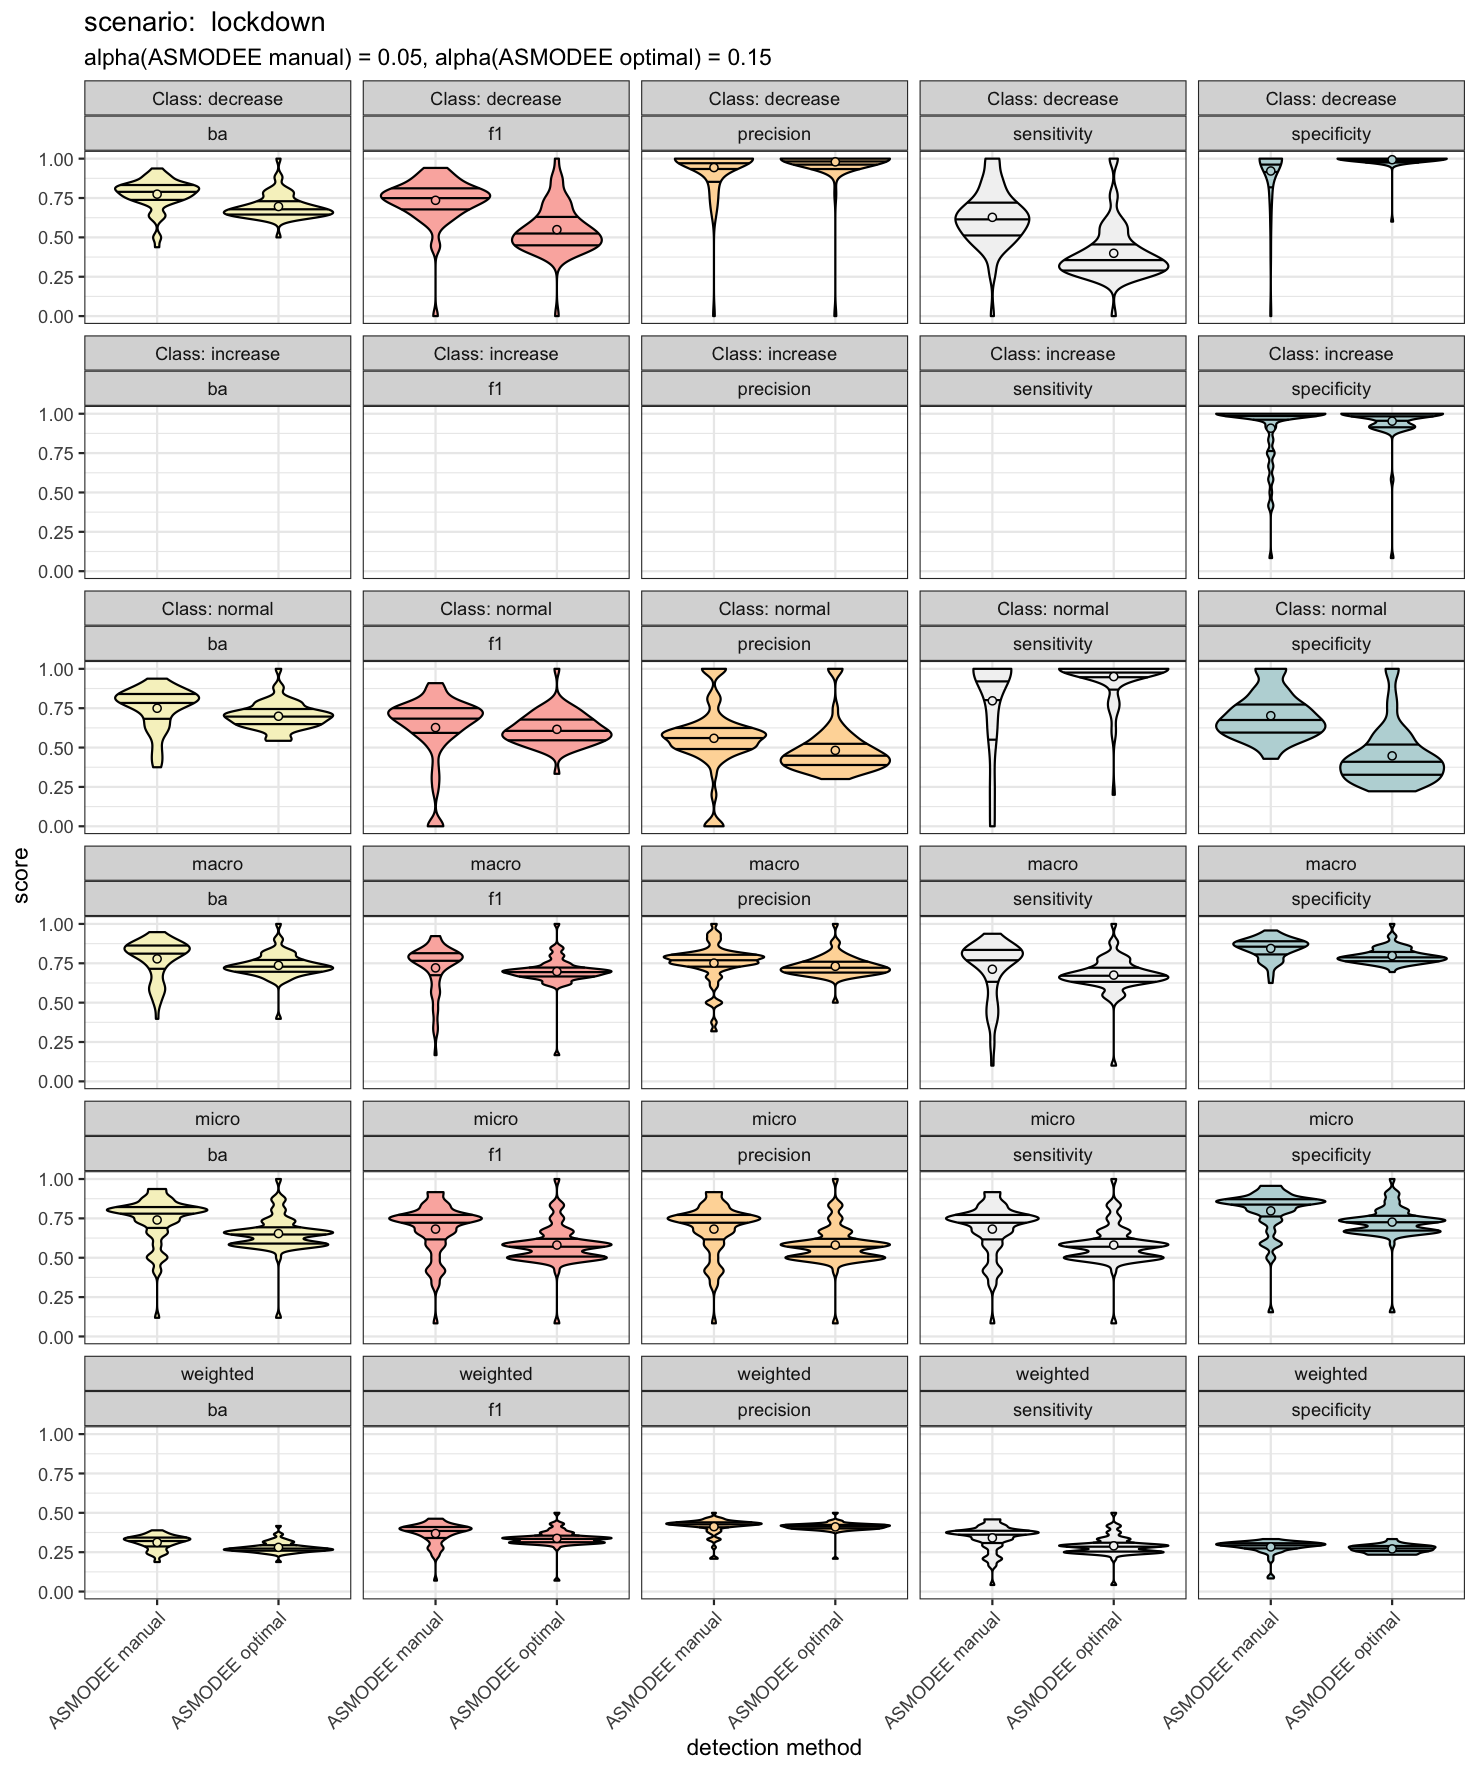 scenario:  lockdown
alpha(ASMODEE manual) = 0.05, alpha(ASMODEE optimal) = 0.15
Class: decrease Class: decrease Class: decrease Class: decrease Class: decrease
ba f1 precision sensitivity specificity
1.00
0.75
0.50
0.25
0.00
Class: increase Class: increase Class: increase Class: increase Class: increase
ba f1 precision sensitivity specificity
1.00
0.75
0.50
0.25
0.00
Class: normal Class: normal Class: normal Class: normal Class: normal
ba f1 precision sensitivity specificity
1.00
0.75
0.50
0.25
0.00
score
macro macro macro macro macro
ba f1 precision sensitivity specificity
1.00
0.75
0.50
0.25
0.00
micro micro micro micro micro
ba f1 precision sensitivity specificity
1.00
0.75
0.50
0.25
0.00
weighted weighted weighted weighted weighted
ba f1 precision sensitivity specificity
1.00
0.75
0.50
0.25
0.00
ASMODEE manual ASMODEE optimal ASMODEE manual ASMODEE optimal ASMODEE manual ASMODEE optimal ASMODEE manual ASMODEE optimal ASMODEE manual ASMODEE optimal
detection method